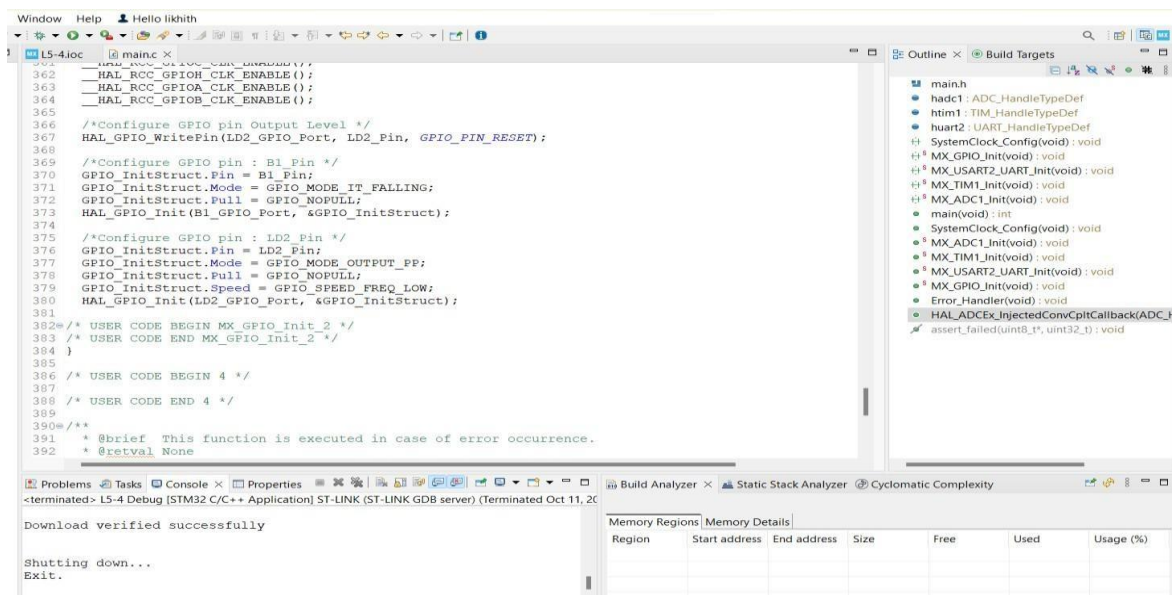 Window Help Hello likhith
L5-4.ioc main.c ×
361 __HAL_RCC_GPIOC_CLK_ENABLE();
362 __HAL_RCC_GPIOH_CLK_ENABLE();
363 __HAL_RCC_GPIOA_CLK_ENABLE();
364 __HAL_RCC_GPIOB_CLK_ENABLE();
365
366 /*Configure GPIO pin Output Level */
367 HAL_GPIO_WritePin(LD2_GPIO_Port, LD2_Pin, GPIO_PIN_RESET);
368
369 /*Configure GPIO pin : B1_Pin */
370 GPIO_InitStruct.Pin = B1_Pin;
371 GPIO_InitStruct.Mode = GPIO_MODE_IT_FALLING;
372 GPIO_InitStruct.Pull = GPIO_NOPULL;
373 HAL_GPIO_Init(B1_GPIO_Port, &GPIO_InitStruct);
374
375 /*Configure GPIO pin : LD2_Pin */
376 GPIO_InitStruct.Pin = LD2_Pin;
377 GPIO_InitStruct.Mode = GPIO_MODE_OUTPUT_PP;
378 GPIO_InitStruct.Pull = GPIO_NOPULL;
379 GPIO_InitStruct.Speed = GPIO_SPEED_FREQ_LOW;
380 HAL_GPIO_Init(LD2_GPIO_Port, &GPIO_InitStruct);
381
382 /* USER CODE BEGIN MX_GPIO_Init_2 */
383 /* USER CODE END MX_GPIO_Init_2 */
384 }
385
386 /* USER CODE BEGIN 4 */
387
388 /* USER CODE END 4 */
389
390 /**
391 * @brief This function is executed in case of error occurrence.
392 * @retval None
Outline × Build Targets
main.h
hadc1 : ADC_HandleTypeDef
htim1 : TIM_HandleTypeDef
huart2 : UART_HandleTypeDef
SystemClock_Config(void) : void
MX_GPIO_Init(void) : void
MX_USART2_UART_Init(void) : void
MX_TIM1_Init(void) : void
MX_ADC1_Init(void) : void
main(void) : int
SystemClock_Config(void) : void
MX_ADC1_Init(void) : void
MX_TIM1_Init(void) : void
MX_USART2_UART_Init(void) : void
MX_GPIO_Init(void) : void
Error_Handler(void) : void
HAL_ADCEx_InjectedConvCpltCallback(ADC_H
assert_failed(uint8_t*, uint32_t) : void
Problems Tasks Console × Properties
<terminated> L5-4 Debug [STM32 C/C++ Application] ST-LINK (ST-LINK GDB server) (Terminated Oct 11, 20
Download verified successfully
Shutting down...
Exit.
Build Analyzer × Static Stack Analyzer Cyclomatic Complexity
Memory Regions Memory Details
Region Start address End address Size Free Used Usage (%)